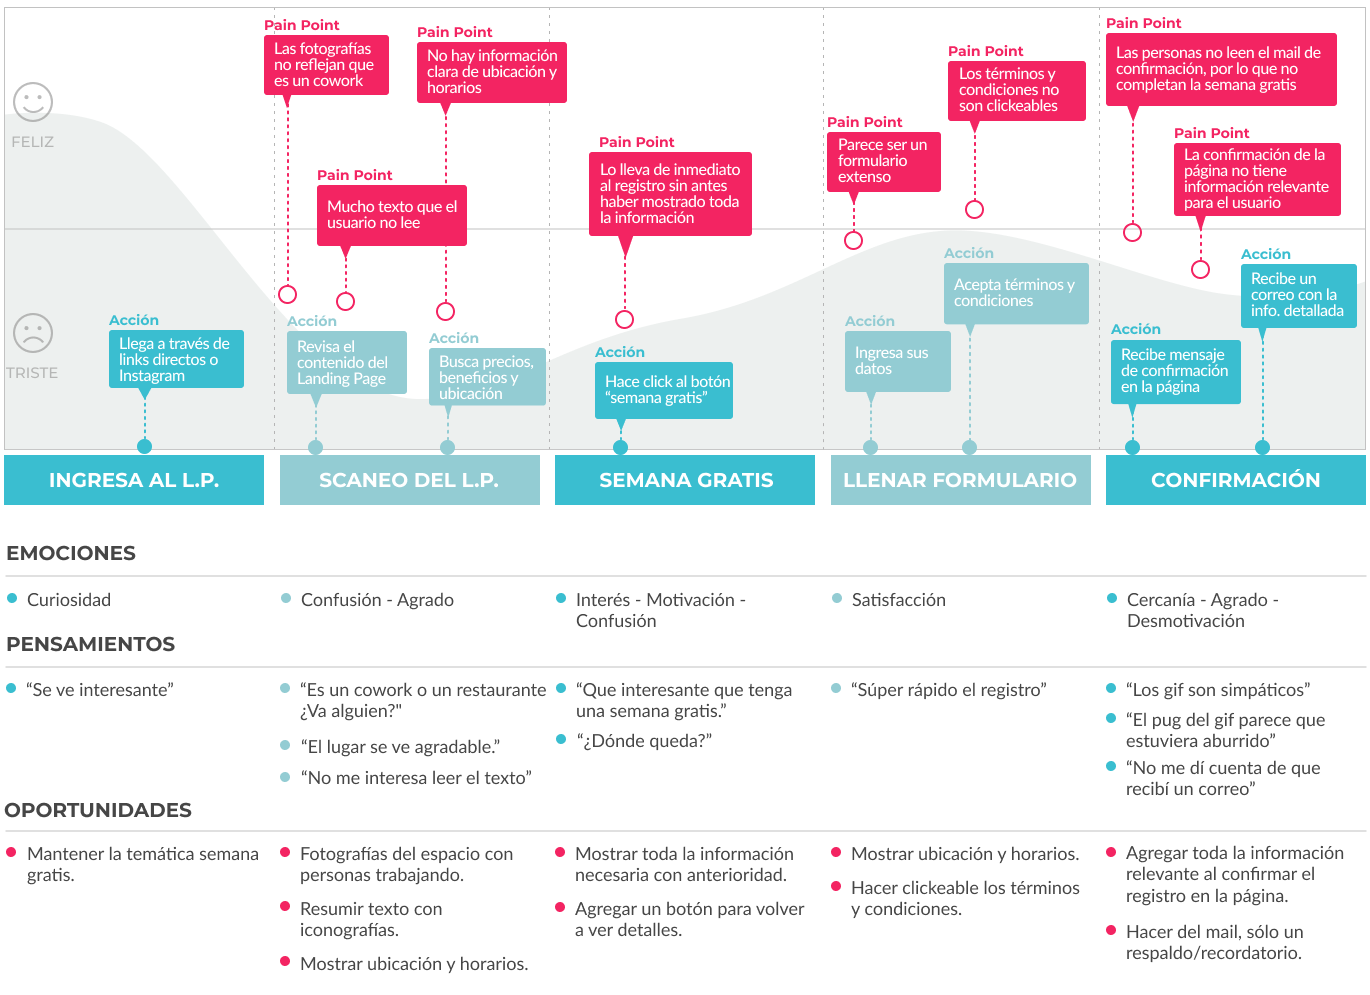 FELIZ
TRISTE
Pain Point
Las fotografías
no reflejan que
es un cowork
Pain Point
No hay información
clara de ubicación y
horarios
Pain Point
Mucho texto que el
usuario no lee
Pain Point
Lo lleva de inmediato
al registro sin antes
haber mostrado toda
la información
Pain Point
Parece ser un
formulario
extenso
Pain Point
Los términos y
condiciones no
son clickeables
Pain Point
Las personas no leen el mail de
confirmación, por lo que no
completan la semana gratis
Pain Point
La confirmación de la
página no tiene
información relevante
para el usuario
Acción
Llega a través de
links directos o
Instagram
Acción
Revisa el
contenido del
Landing Page
Acción
Busca precios,
beneficios y
ubicación
Acción
Hace click al botón
“semana gratis”
Acción
Ingresa sus
datos
Acción
Acepta términos y
condiciones
Acción
Recibe mensaje
de confirmación
en la página
Acción
Recibe un
correo con la
info. detallada
INGRESA AL L.P.
SCANEO DEL L.P.
SEMANA GRATIS
LLENAR FORMULARIO
CONFIRMACIÓN
EMOCIONES
Curiosidad
Confusión - Agrado
Interés - Motivación -
Confusión
Satisfacción
Cercanía - Agrado -
Desmotivación
PENSAMIENTOS
“Se ve interesante”
“Es un cowork o un restaurante
¿Va alguien?"
“El lugar se ve agradable.”
“No me interesa leer el texto”
“Que interesante que tenga
una semana gratis.”
“¿Dónde queda?”
“Súper rápido el registro”
“Los gif son simpáticos”
“El pug del gif parece que
estuviera aburrido”
“No me dí cuenta de que
recibí un correo”
OPORTUNIDADES
Mantener la temática semana
gratis.
Fotografías del espacio con
personas trabajando.
Resumir texto con
iconografías.
Mostrar ubicación y horarios.
Mostrar toda la información
necesaria con anterioridad.
Agregar un botón para volver
a ver detalles.
Mostrar ubicación y horarios.
Hacer clickeable los términos
y condiciones.
Agregar toda la información
relevante al confirmar el
registro en la página.
Hacer del mail, sólo un
respaldo/recordatorio.